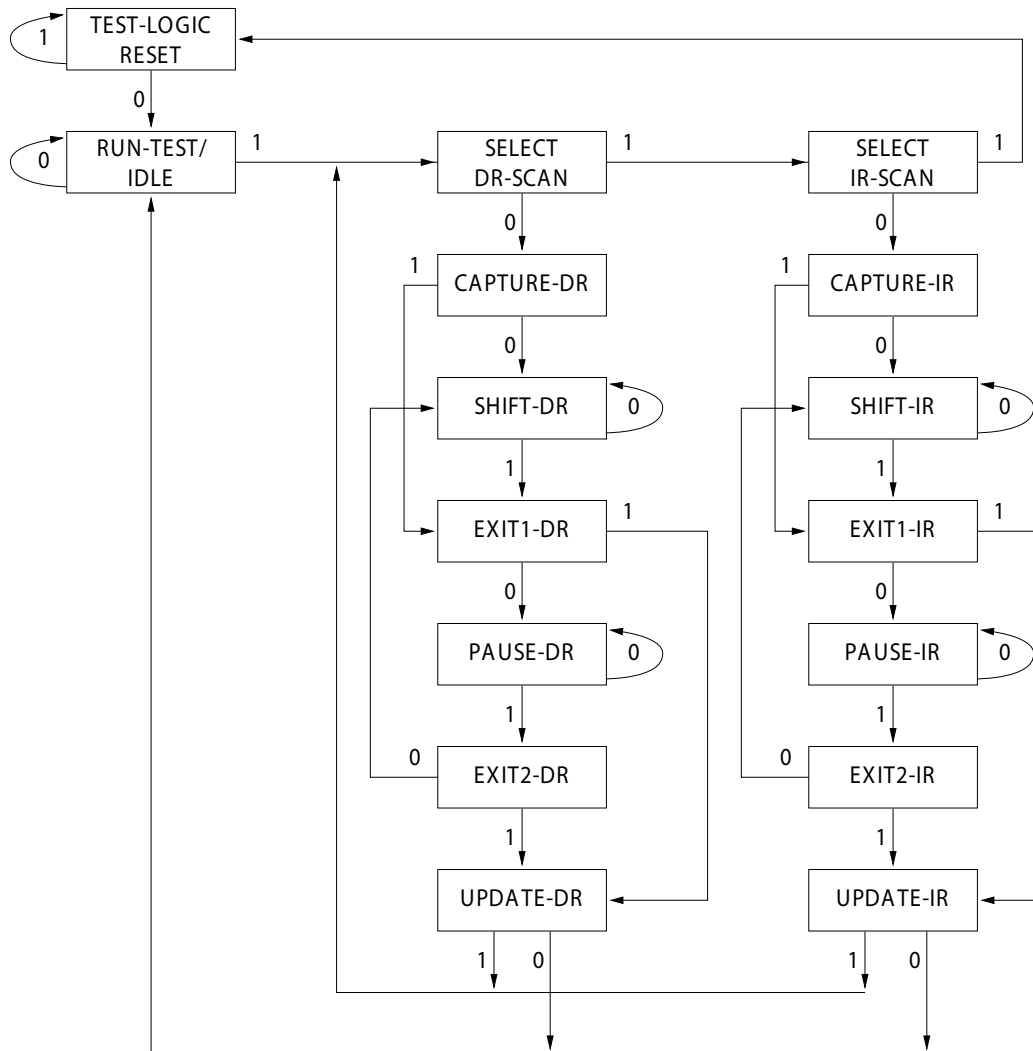 TEST-LOGIC
RESET
1
0
RUN-TEST/
IDLE
0
1
SELECT
DR-SCAN
1
SELECT
IR-SCAN
1
0
0
1
CAPTURE-DR
1
CAPTURE-IR
0
0
SHIFT-DR
0
SHIFT-IR
0
1
1
EXIT1-DR
1
EXIT1-IR
1
0
0
PAUSE-DR
0
PAUSE-IR
0
1
1
0
EXIT2-DR
0
EXIT2-IR
1
1
UPDATE-DR
UPDATE-IR
1
0
1
0